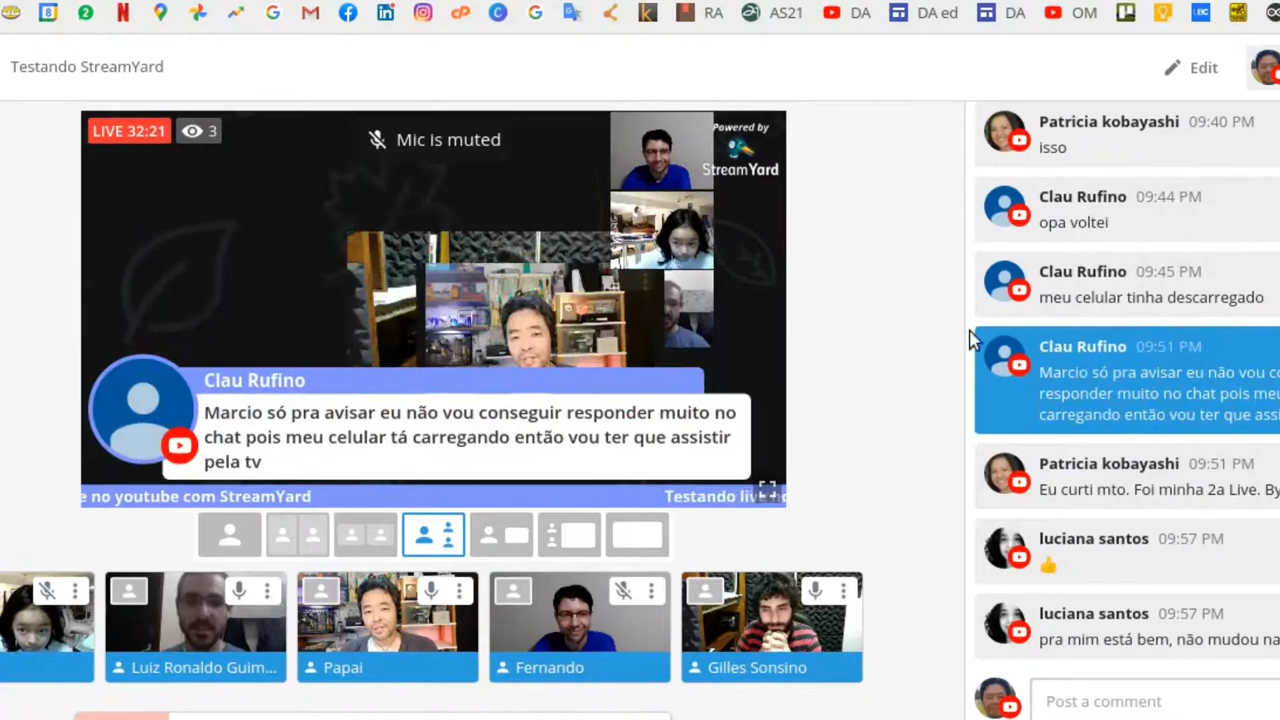 RA
AS21
DA
DA ed
DA
OM
Testando StreamYard
Edit
LIVE 32:21
3
Mic is muted
Powered by
StreamYard
Clau Rufino
Marcio só pra avisar eu não vou conseguir responder muito no
chat pois meu celular tá carregando então vou ter que assistir
pela tv
e no youtube com StreamYard
Testando liv
Luiz Ronaldo Guim...
Papai
Fernando
Gilles Sonsino
Patricia kobayashi 09:40 PM
isso
Clau Rufino 09:44 PM
opa voltei
Clau Rufino 09:45 PM
meu celular tinha descarregado
Clau Rufino 09:51 PM
Marcio só pra avisar eu não vou co
responder muito no chat pois meu
carregando então vou ter que assi
Patricia kobayashi 09:51 PM
Eu curti mto. Foi minha 2a Live. By
luciana santos 09:57 PM
👍
luciana santos 09:57 PM
pra mim está bem, não mudou na
Post a comment